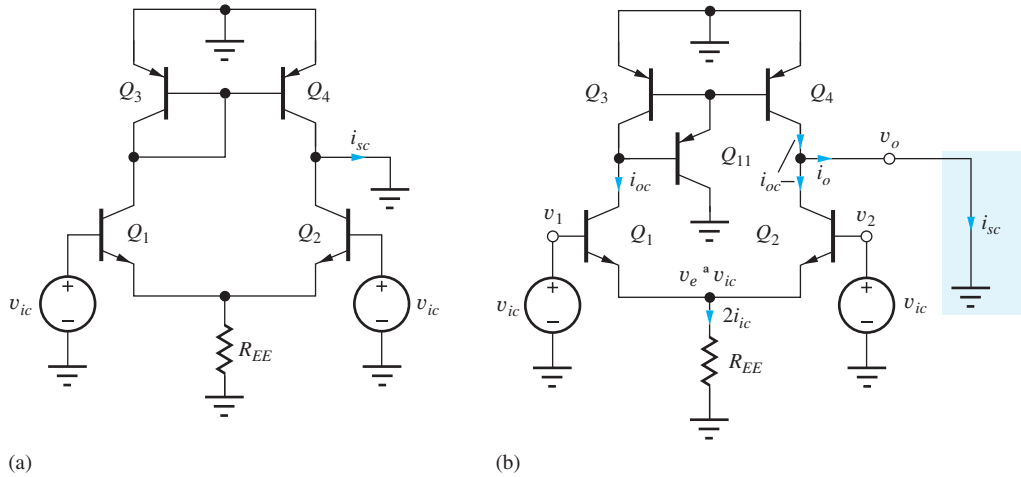 Q3
Q4
isc
Q1
Q2
vic
vic
REE
(a)
Q3
Q4
Q11
vo
ioc
ioc
io
v1
v2
Q1
Q2
isc
ve a vic
vic
vic
2iic
REE
(b)